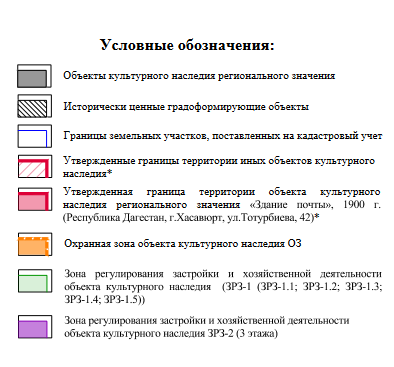 Условные обозначения:
Объекты культурного наследия регионального значения
Исторически ценные градоформирующие объекты
Границы земельных участков, поставленных на кадастровый учет
Утвержденные границы территории иных объектов культурного
наследия*
Утвержденная граница территории объекта культурного
наследия регионального значения «Здание почты», 1900 г.
(Республика Дагестан, г.Хасавюрт, ул.Тотурбиева, 42)*
Охранная зона объекта культурного наследия ОЗ
Зона регулирования застройки и хозяйственной деятельности
объекта культурного наследия (ЗРЗ-1 (ЗРЗ-1.1; ЗРЗ-1.2; ЗРЗ-1.3;
ЗРЗ-1.4; ЗРЗ-1.5))
Зона регулирования застройки и хозяйственной деятельности
объекта культурного наследия ЗРЗ-2 (3 этажа)